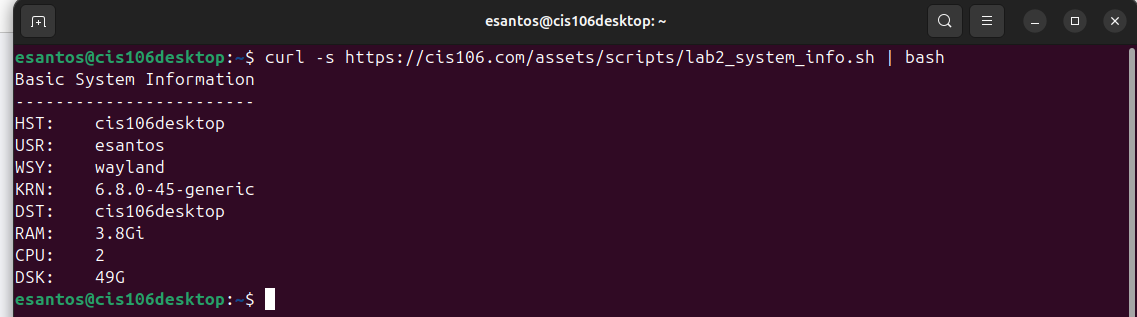 esantos@cis106desktop: ~
esantos@cis106desktop:~$ curl -s https://cis106.com/assets/scripts/lab2_system_info.sh | bash
Basic System Information
------------------------
HST:    cis106desktop
USR:    esantos
WSY:    wayland
KRN:    6.8.0-45-generic
DST:    cis106desktop
RAM:    3.8Gi
CPU:    2
DSK:    49G
esantos@cis106desktop:~$